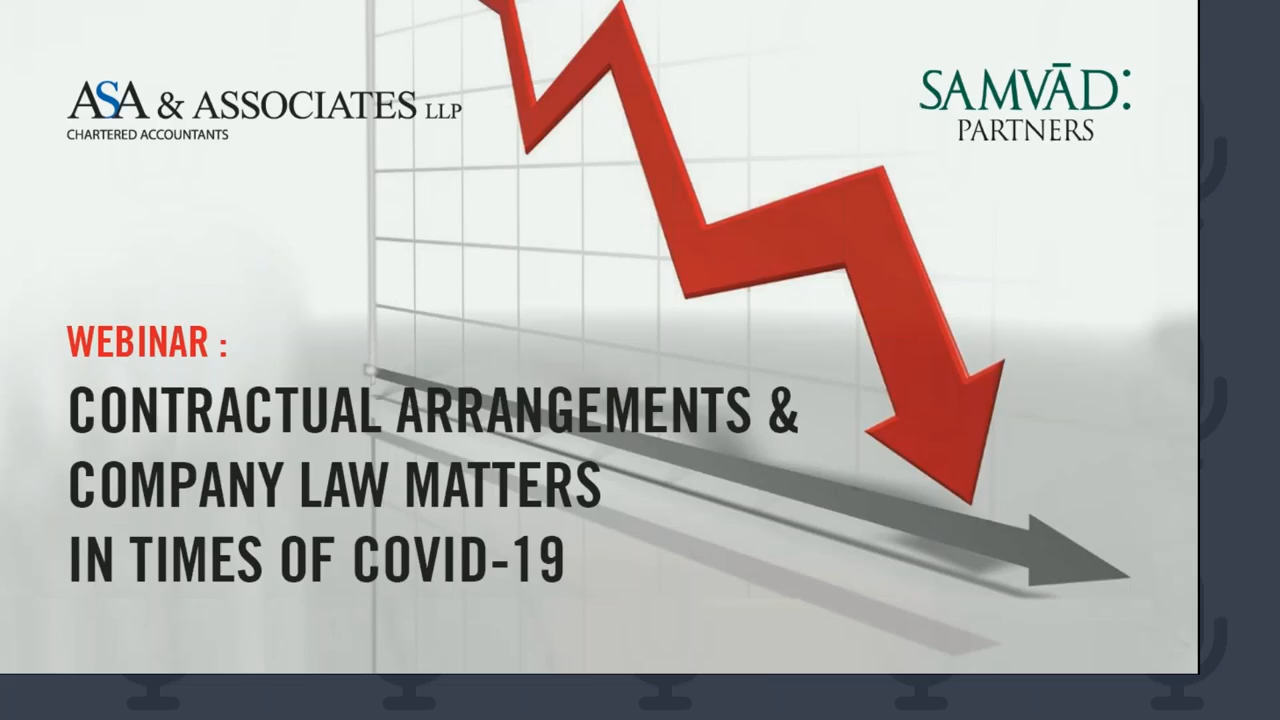 ASA & ASSOCIATES LLP
CHARTERED ACCOUNTANTS
SAMVĀD:
PARTNERS
WEBINAR :
CONTRACTUAL ARRANGEMENTS &
COMPANY LAW MATTERS
IN TIMES OF COVID-19